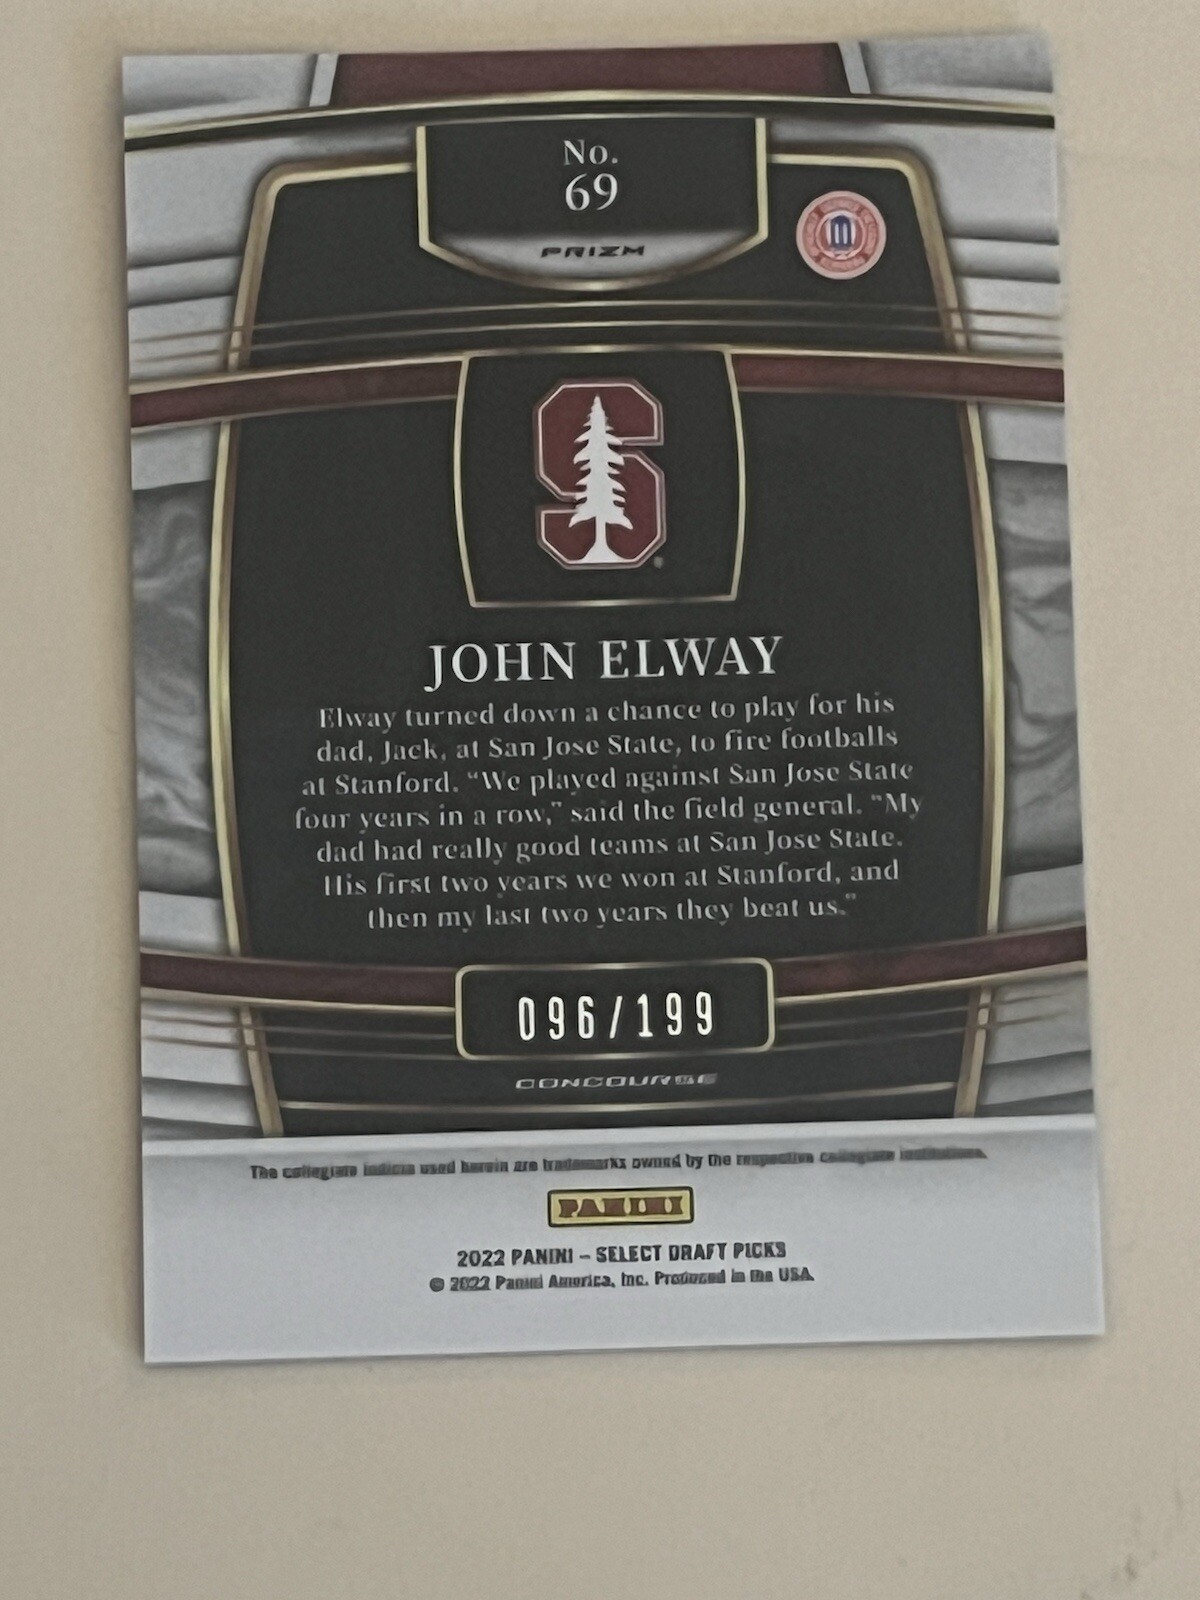 No.
69
PRIZM
JOHN ELWAY
Elway turned down a chance to play for his
dad, Jack, at San Jose State, to fire footballs
at Stanford. “We played against San Jose State
four years in a row,” said the field general. “My
dad had really good teams at San Jose State.
His first two years we won at Stanford, and
then my last two years they beat us.”
096/199
CONCOURSE
The collegiate indicia used herein are trademarks owned by the respective collegiate institutions.
PANINI
2022 PANINI – SELECT DRAFT PICKS
© 2022 Panini America, Inc. Produced in the USA.